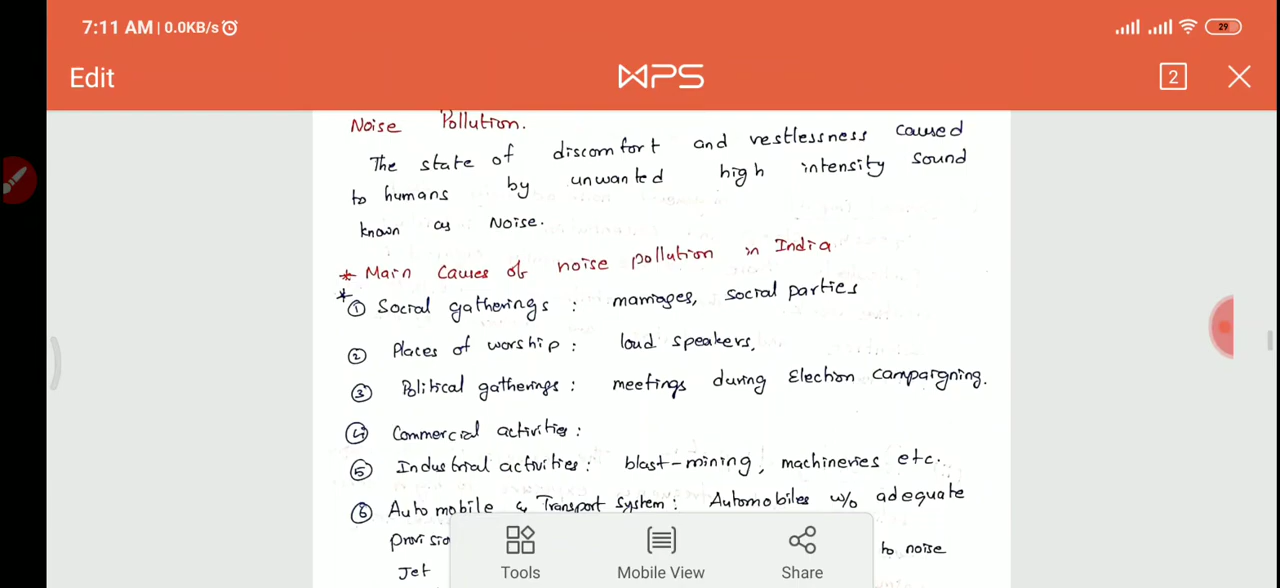 7:11 AM | 0.0KB/s
29
Edit
WPS
2
Noise Pollution.
The state of discomfort and restlessness caused
to humans by unwanted high intensity sound
known as Noise.
* Main Causes of noise pollution in India
* ① Social gatherings : marriages, social parties
② Places of worship : loud speakers,
③ Political gatherings : meetings during Election campaigning.
④ Commercial activities :
⑤ Industrial activities : blast-mining, machineries etc.
⑥ Automobile & Transport system : Automobiles w/o adequate
to noise
Jet
Tools
Mobile View
Share